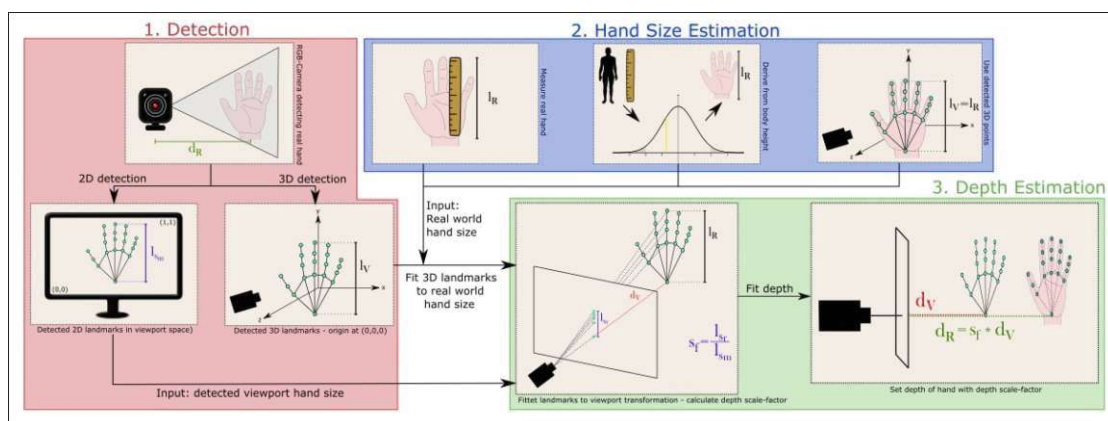 1. Detection
RGB-Camera detecting real hand
d_R
2D detection
3D detection
(1,1)
l_sm
(0,0)
Detected 2D landmarks in viewport space)
y
l_V
x
z
Detected 3D landmarks - origin at (0,0,0)
Input: detected viewport hand size
2. Hand Size Estimation
l_R
Measure real hand
l_R
Derive from body height
y
l_V=l_R
x
z
Use detected 3D points
Input:
Real world
hand size
Fit 3D landmarks
to real world
hand size
3. Depth Estimation
l_R
d_V
l_sr
s_f = l_sr / l_sm
Fittet landmarks to viewport transformation - calculate depth scale-factor
Fit depth
d_V
d_R = s_f * d_V
Set depth of hand with depth scale-factor